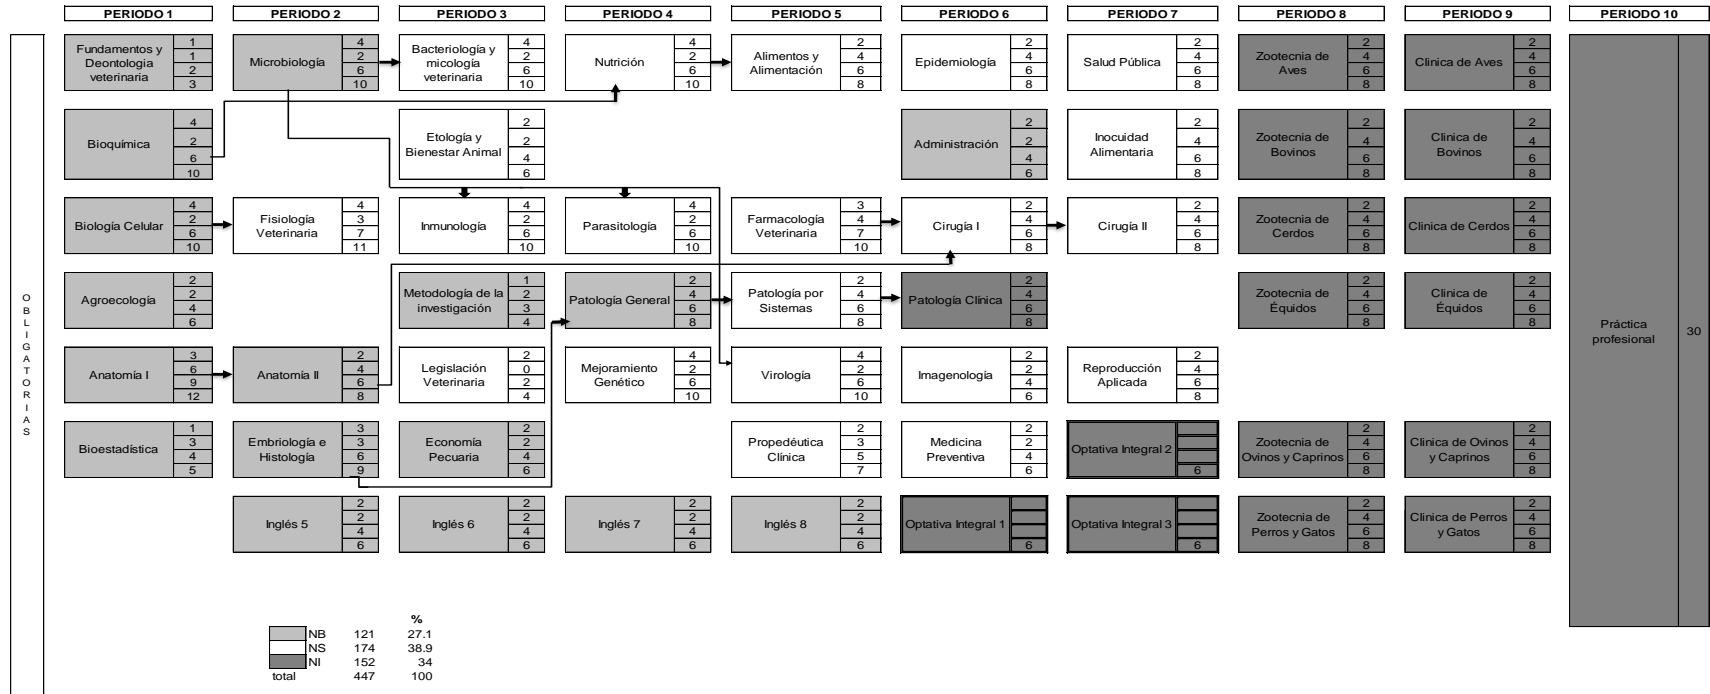 PERIODO 1 PERIODO 2 PERIODO 3 PERIODO 4 PERIODO 5 PERIODO 6 PERIODO 7 PERIODO 8 PERIODO 9 PERIODO 10
OBLIGATORIAS
Fundamentos y
Deontologia
veterinaria
1
1
2
3
Microbiología
4
2
6
10
Bacteriología y
micología
veterinaria
4
2
6
10
Nutrición
4
2
6
10
Alimentos y
Alimentación
2
4
6
8
Epidemiología
2
4
6
8
Salud Pública
2
4
6
8
Zootecnia de
Aves
2
4
6
8
Clinica de Aves
2
4
6
8
Práctica
profesional
30
Bioquímica
4
2
6
10
Etología y
Bienestar Animal
2
2
4
6
Administración
2
2
4
6
Inocuidad
Alimentaria
2
4
6
8
Zootecnia de
Bovinos
2
4
6
8
Clinica de
Bovinos
2
4
6
8
Biología Celular
4
2
6
10
Fisiología
Veterinaria
4
3
7
11
Inmunología
4
2
6
10
Parasitología
4
2
6
10
Farmacología
Veterinaria
3
4
7
10
Cirugía I
2
4
6
8
Cirugía II
2
4
6
8
Zootecnia de
Cerdos
2
4
6
8
Clinica de Cerdos
2
4
6
8
Agroecología
2
2
4
6
Metodología de la
investigación
1
2
3
4
Patología General
2
4
6
8
Patología por
Sistemas
2
4
6
8
Patología Clínica
2
4
6
8
Zootecnia de
Équidos
2
4
6
8
Clinica de
Équidos
2
4
6
8
Anatomía I
3
6
9
12
Anatomía II
2
4
6
8
Legislación
Veterinaria
2
0
2
4
Mejoramiento
Genético
4
2
6
10
Virología
4
2
6
10
Imagenología
2
2
4
6
Reproducción
Aplicada
2
4
6
8
Bioestadística
1
3
4
5
Embriología e
Histología
3
3
6
9
Economía
Pecuaria
2
2
4
6
Propedéutica
Clínica
2
3
5
7
Medicina
Preventiva
2
2
4
6
Optativa Integral 2
6
Zootecnia de
Ovinos y Caprinos
2
4
6
8
Clinica de Ovinos
y Caprinos
2
4
6
8
Inglés 5
2
2
4
6
Inglés 6
2
2
4
6
Inglés 7
2
2
4
6
Inglés 8
2
2
4
6
Optativa Integral 1
6
Optativa Integral 3
6
Zootecnia de
Perros y Gatos
2
4
6
8
Clinica de Perros
y Gatos
2
4
6
8
%
NB 121 27.1
NS 174 38.9
NI 152 34
total 447 100